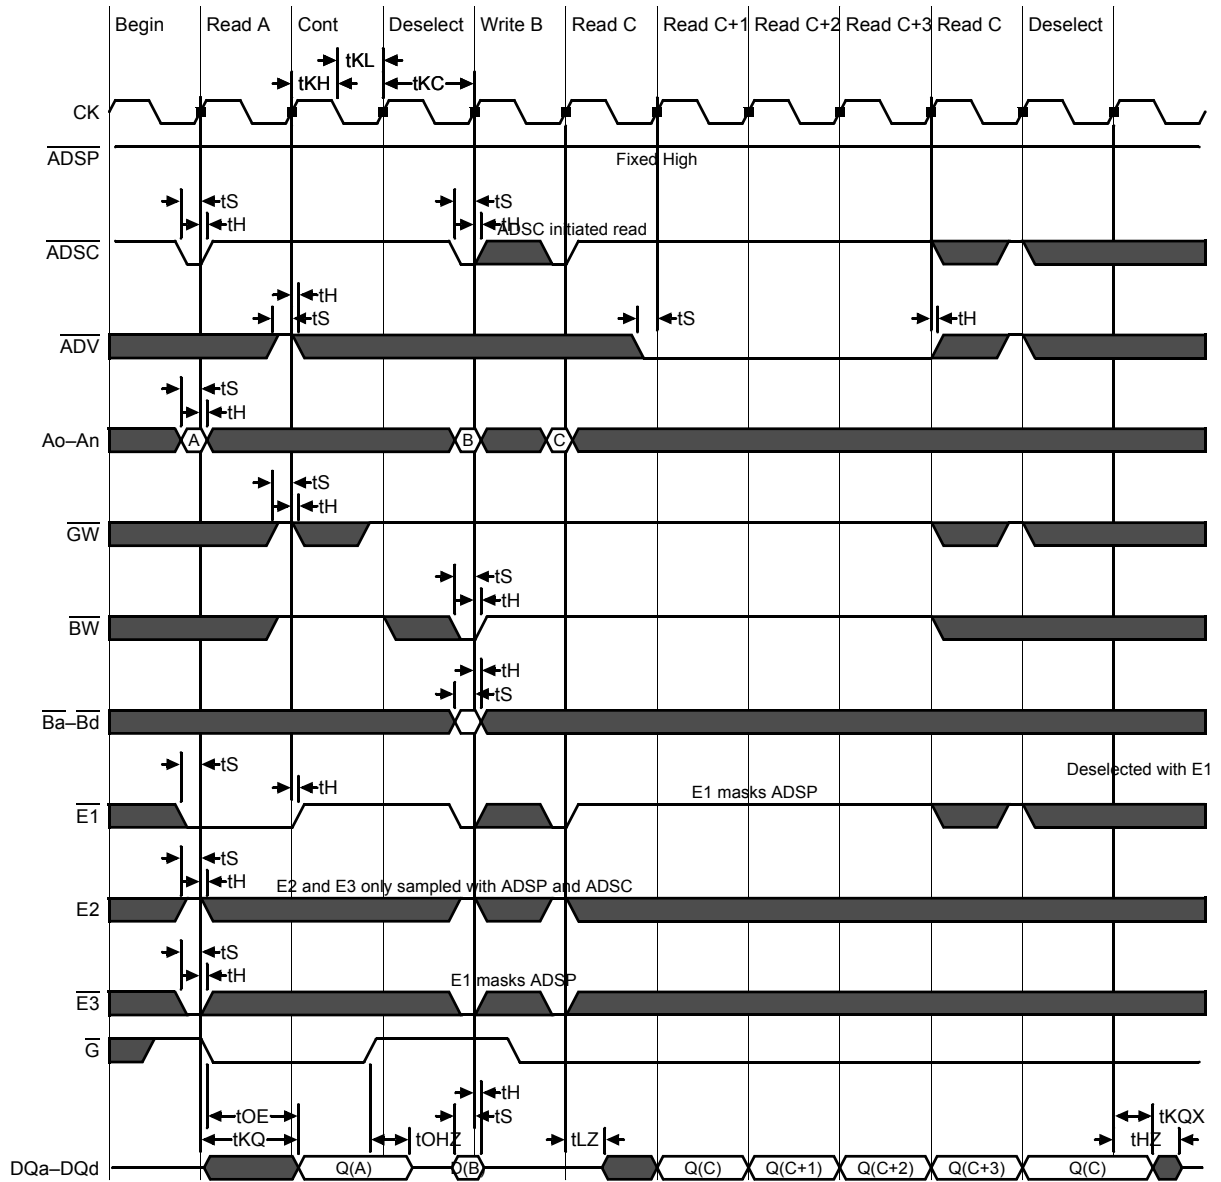 Begin Read A Cont Deselect Write B Read C Read C+1 Read C+2 Read C+3 Read C Deselect
tKL
tKH tKC
CK
ADSP Fixed High
tS tS
tH tH
ADSC initiated read
ADSC
tH
tS tS tH
ADV
tS
tH
Ao–An A B C
tS
tH
GW
tS
tH
BW
tH
tS
Ba–Bd
tS Deselected with E1
tH
E1 masks ADSP
E1
tS
tH
E2 and E3 only sampled with ADSP and ADSC
E2
tS
tH E1 masks ADSP
E3
G
tH
tOE tS tKQX
tKQ tOHZ tLZ tHZ
DQa–DQd Q(A) D(B) Q(C) Q(C+1) Q(C+2) Q(C+3) Q(C)